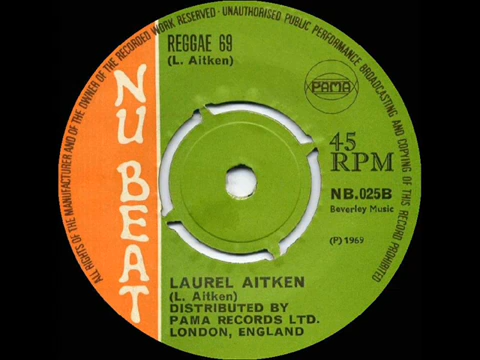 ALL RIGHTS OF THE MANUFACTURER AND OF THE OWNER OF THE RECORDED WORK RESERVED - UNAUTHORISED PUBLIC PERFORMANCE BROADCASTING AND COPYING OF THIS RECORD PROHIBITED
NU BEAT
REGGAE 69
(L. Aitken)
PAMA
45
RPM
NB.025B
Beverley Music
(P) 1969
LAUREL AITKEN
(L. Aitken)
DISTRIBUTED BY
PAMA RECORDS LTD.
LONDON, ENGLAND